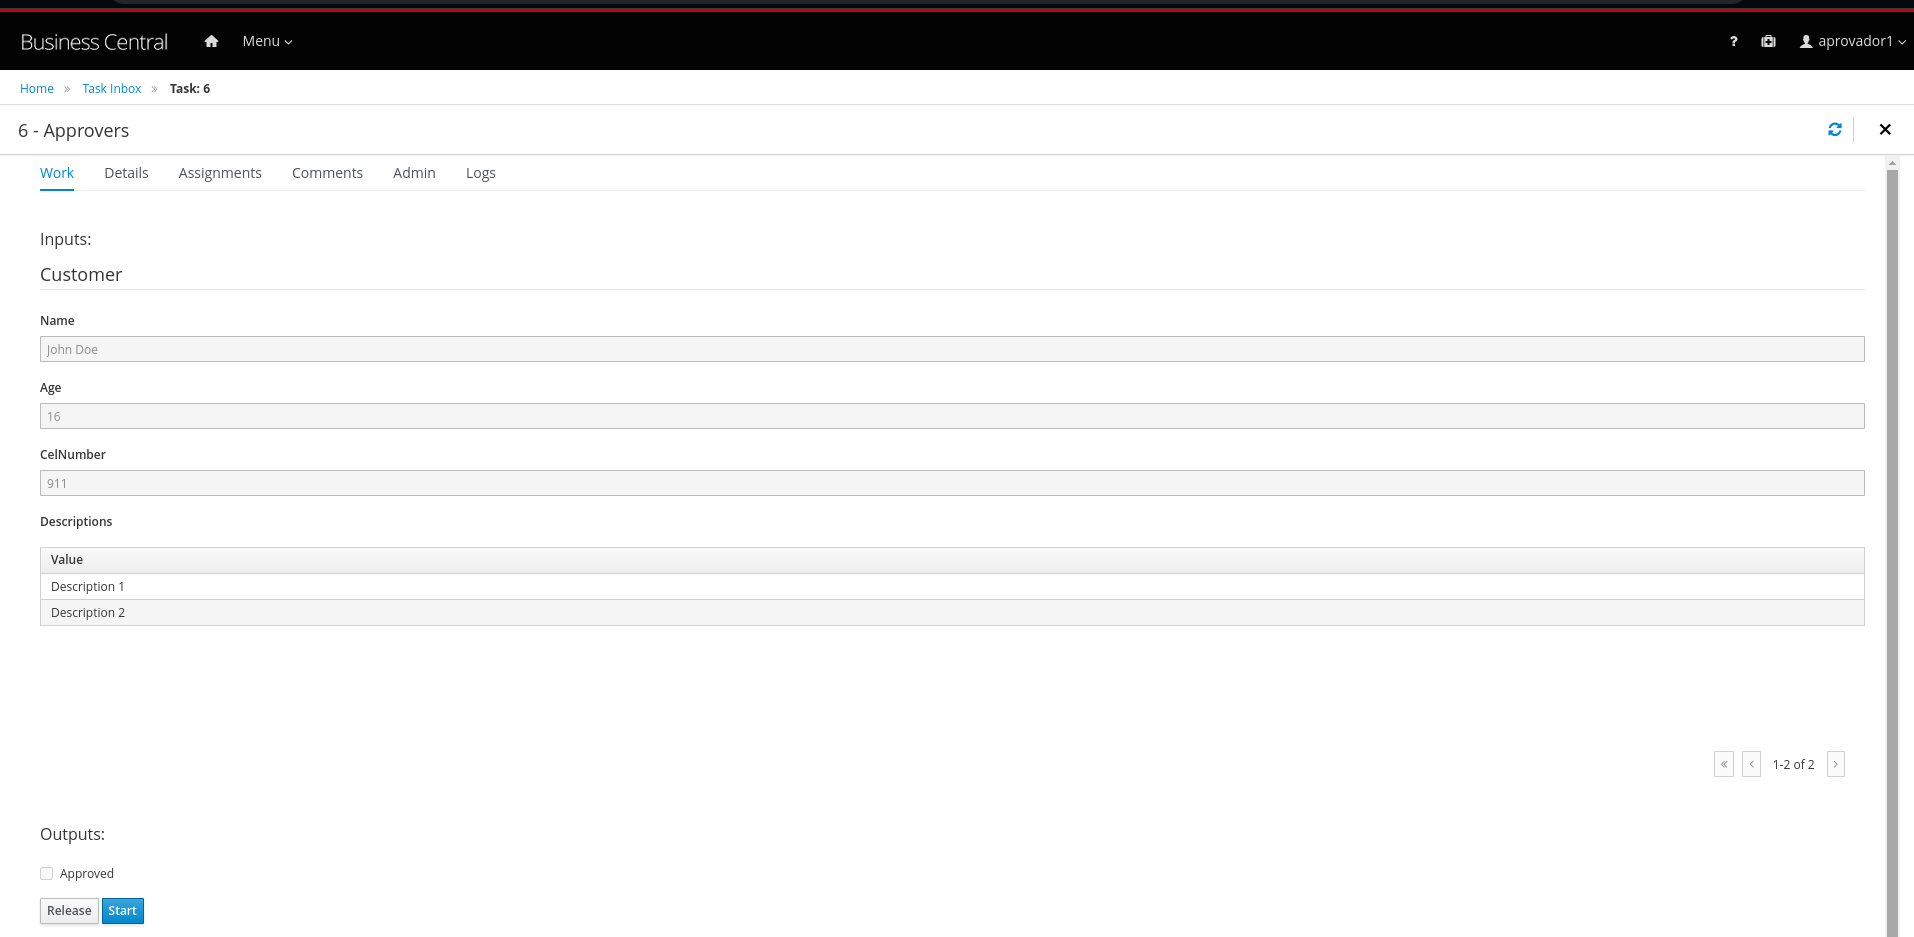 Business Central Menu ? aprovador1
Home » Task Inbox » Task: 6
6 - Approvers
Work Details Assignments Comments Admin Logs
Inputs:
Customer
Name
John Doe
Age
16
CelNumber
911
Descriptions
Value
Description 1
Description 2
« ‹ 1-2 of 2 ›
Outputs:
Approved
Release Start